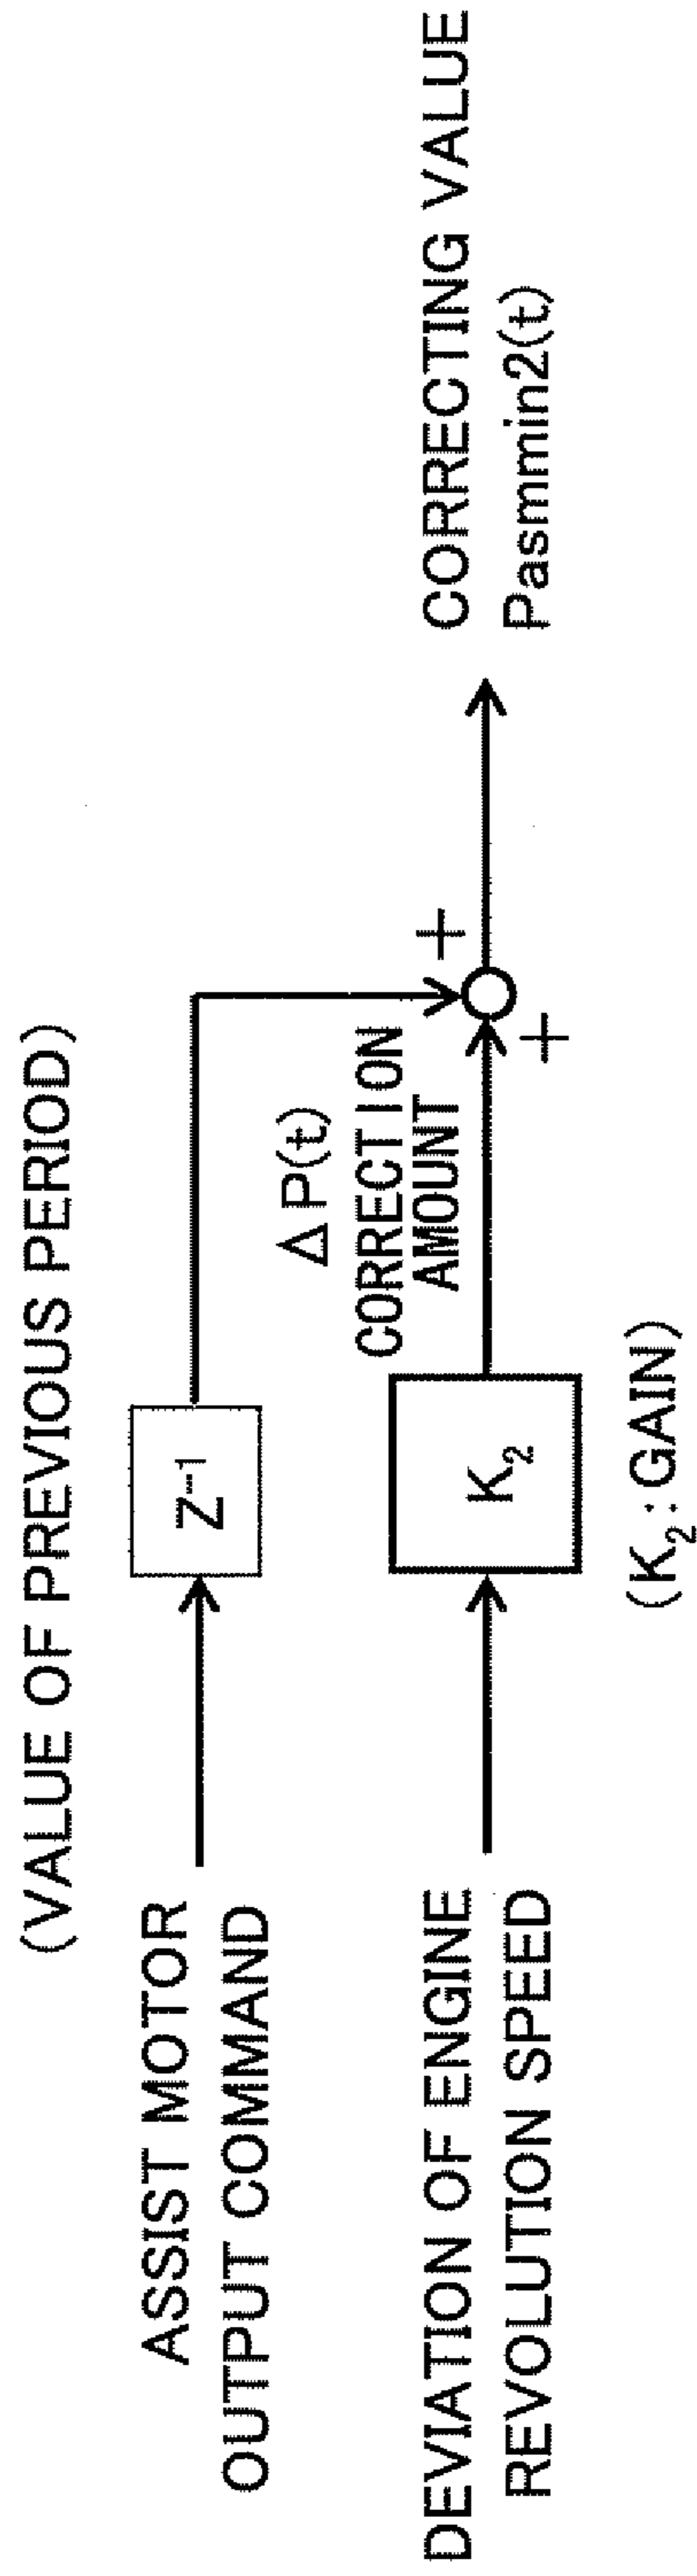 (VALUE OF PREVIOUS PERIOD)
ASSIST MOTOR
OUTPUT COMMAND
Z⁻¹
ΔP(t)
CORRECTION
AMOUNT
+
+
DEVIATION OF ENGINE
REVOLUTION SPEED
K₂
(K₂:GAIN)
CORRECTING VALUE
Pasmmin2(t)